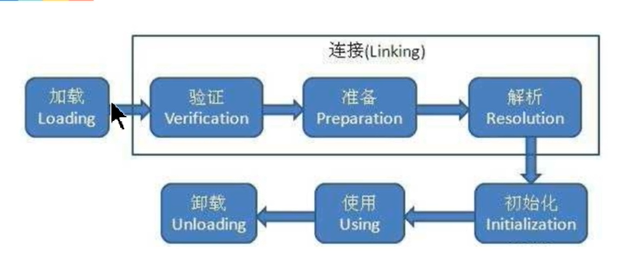 连接(Linking)
加载
Loading
验证
Verification
准备
Preparation
解析
Resolution
初始化
Initialization
使用
Using
卸载
Unloading